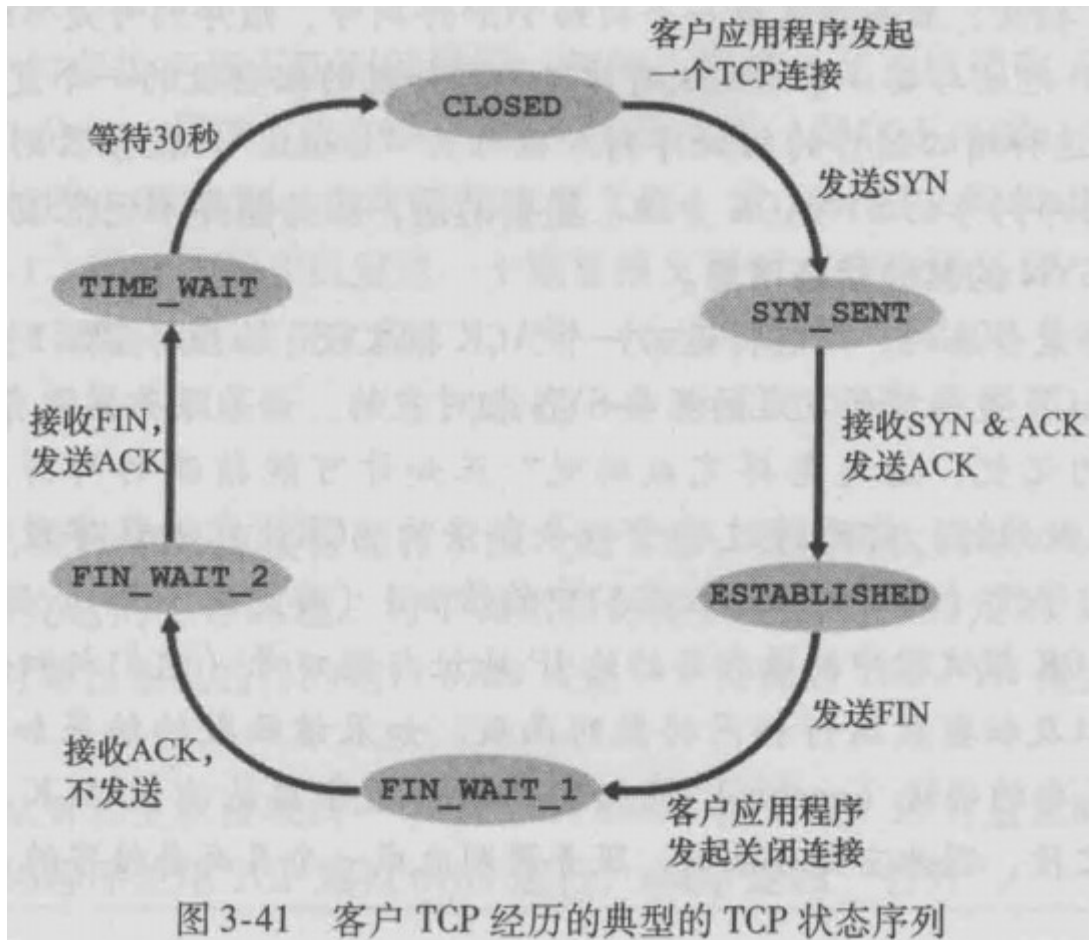 客户应用程序发起
一个TCP连接
CLOSED
等待30秒
发送SYN
TIME_WAIT
SYN_SENT
接收FIN，
发送ACK
接收SYN & ACK
发送ACK
FIN_WAIT_2
ESTABLISHED
发送FIN
接收ACK，
不发送
FIN_WAIT_1
客户应用程序
发起关闭连接
图 3-41 客户 TCP 经历的典型的 TCP 状态序列